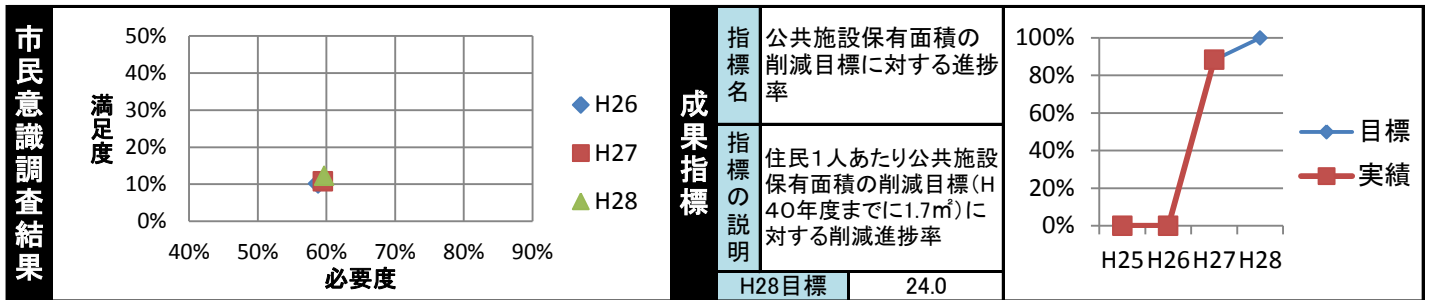 市民意識調査結果
満足度
50%
40%
30%
20%
10%
0%
40% 50% 60% 70% 80% 90%
必要度
H26
H27
H28
成果指標
指標名
公共施設保有面積の
削減目標に対する進捗
率
指標の説明
住民1人あたり公共施設
保有面積の削減目標(H
40年度までに1.7㎡)に
対する削減進捗率
H28目標 24.0
100%
80%
60%
40%
20%
0%
H25 H26 H27 H28
目標
実績